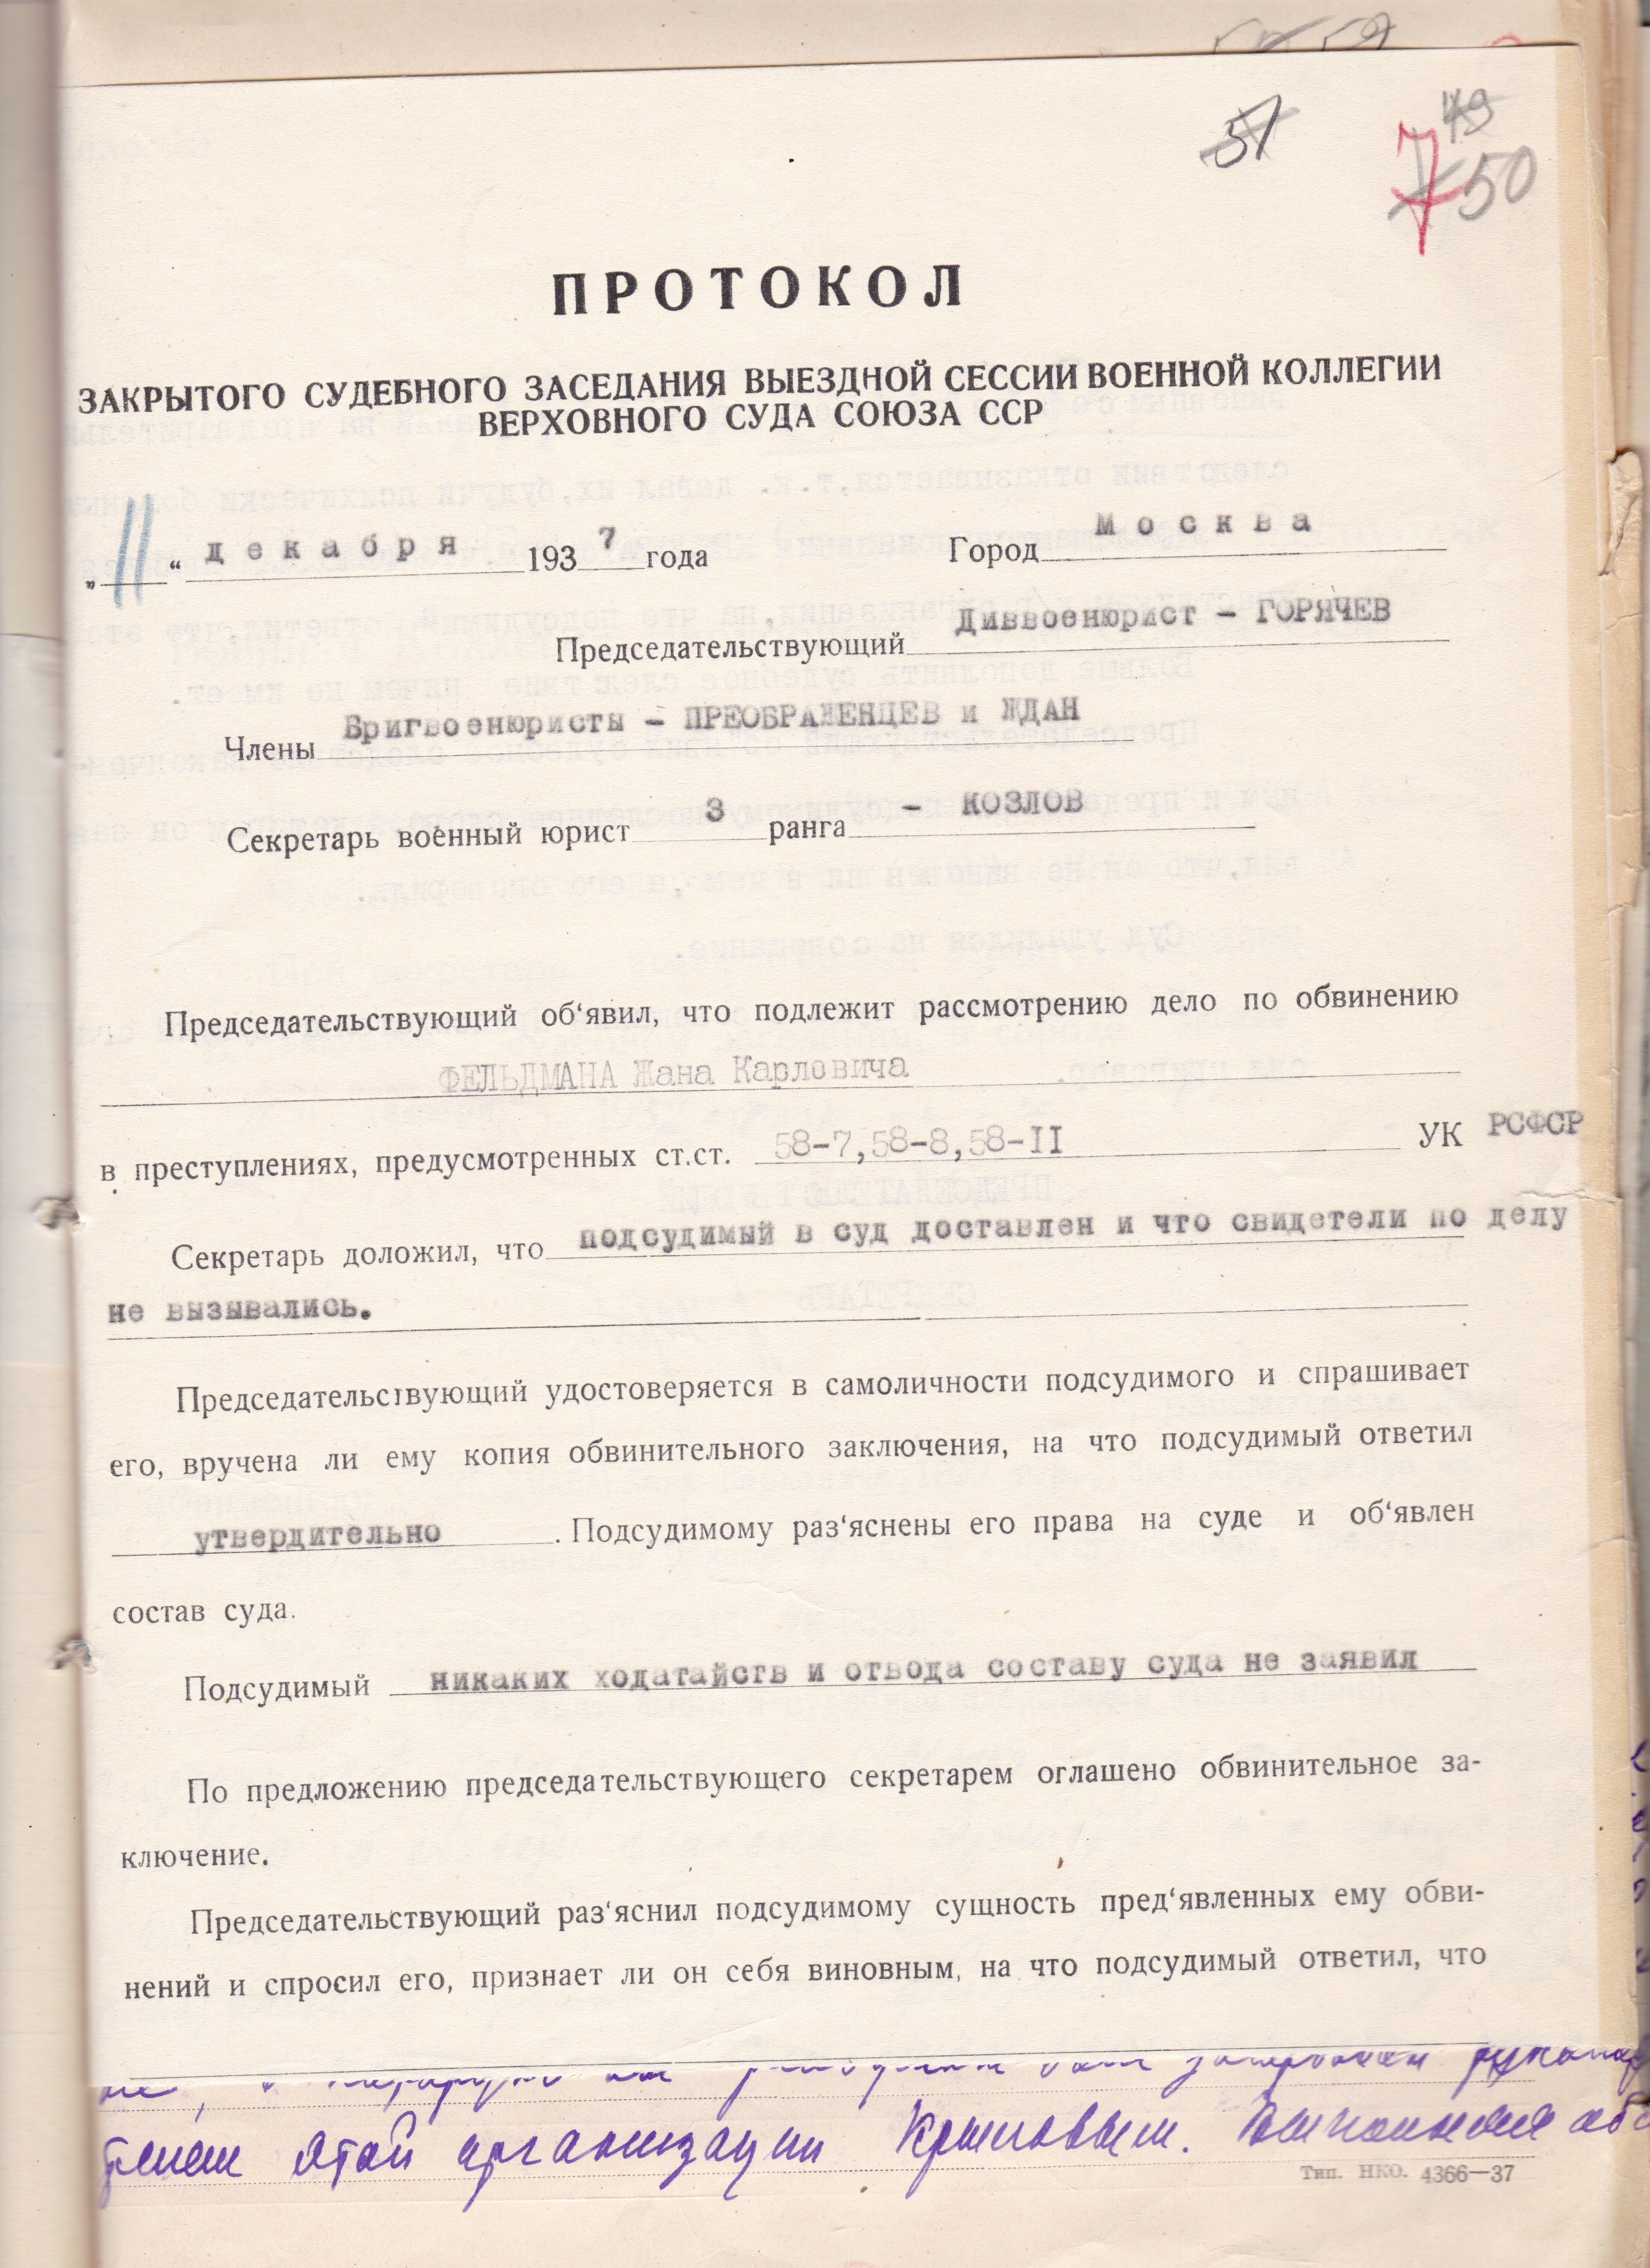 51
49
7 50
ПРОТОКОЛ
ЗАКРЫТОГО СУДЕБНОГО ЗАСЕДАНИЯ ВЫЕЗДНОЙ СЕССИИ ВОЕННОЙ КОЛЛЕГИИ
ВЕРХОВНОГО СУДА СОЮЗА ССР
„11“ декабря 1937 года Город Москва
Председательствующий Диввоенюрист – ГОРЯЧЕВ
Члены Бригвоенюристы – ПРЕОБРАЖЕНЦЕВ и ЖДАН
Секретарь военный юрист 3 ранга – КОЗЛОВ
Председательствующий об‘явил, что подлежит рассмотрению дело по обвинению
ФЕЛЬДМАНА Жана Карловича
в преступлениях, предусмотренных ст.ст. 58-7,58-8,58-II УК РСФСР
Секретарь доложил, что подсудимый в суд доставлен и что свидетели по делу
не вызывались.
Председательствующий удостоверяется в самоличности подсудимого и спрашивает
его, вручена ли ему копия обвинительного заключения, на что подсудимый ответил
утвердительно. Подсудимому раз‘яснены его права на суде и об‘явлен
состав суда.
Подсудимый никаких ходатайств и отвода составу суда не заявил
По предложению председательствующего секретарем оглашено обвинительное за-
ключение.
Председательствующий раз‘яснил подсудимому сущность пред‘явленных ему обви-
нений и спросил его, признает ли он себя виновным, на что подсудимый ответил, что
этой организации
Тип. НКО. 4366—37